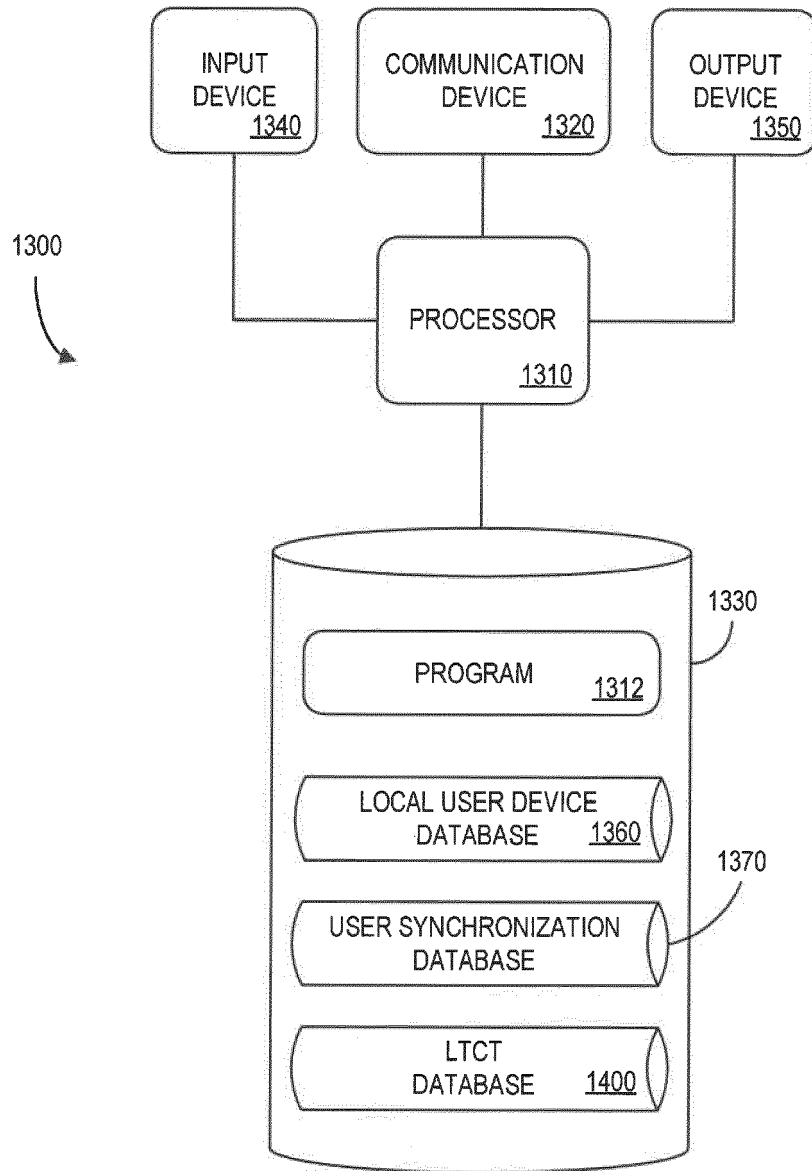 INPUT
DEVICE
1340
COMMUNICATION
DEVICE
1320
OUTPUT
DEVICE
1350
1300
PROCESSOR
1310
1330
PROGRAM
1312
LOCAL USER DEVICE
DATABASE
1360
1370
USER SYNCHRONIZATION
DATABASE
LTCT
DATABASE
1400